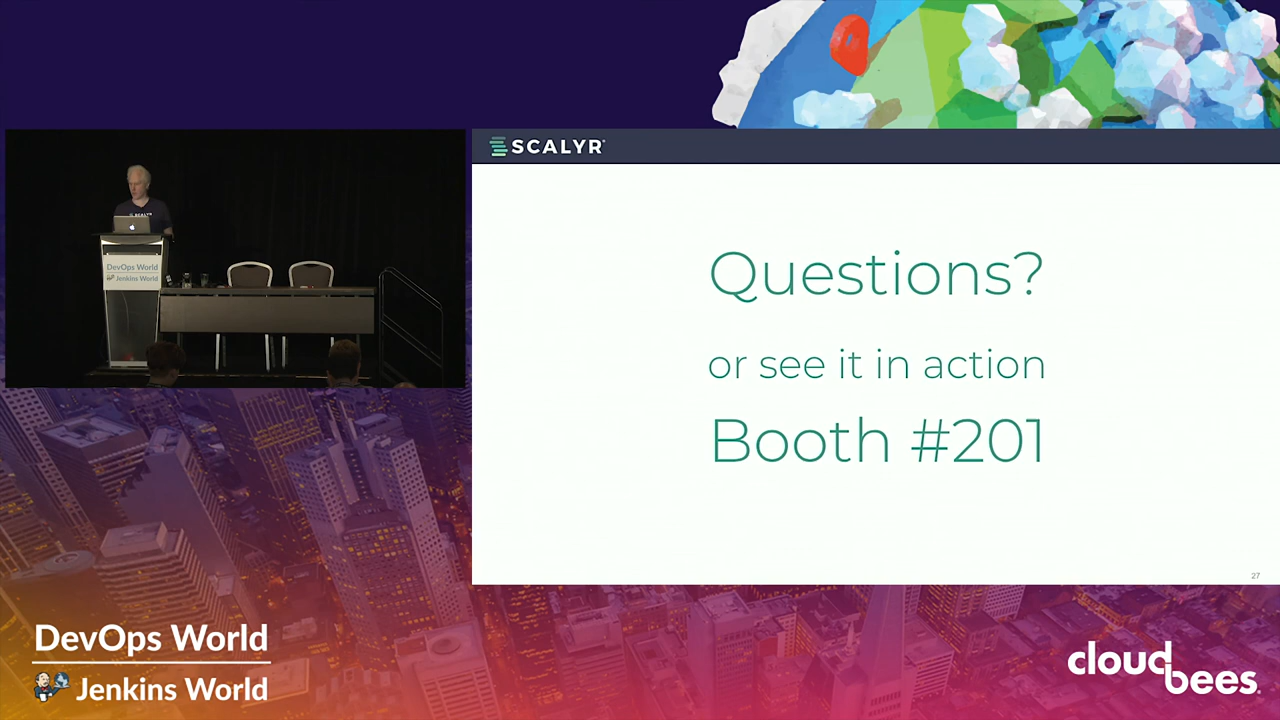 SCALYR
Questions?
or see it in action
Booth #201
27
SCALYR
DevOps World
Jenkins World
DevOps World
Jenkins World
cloudbees